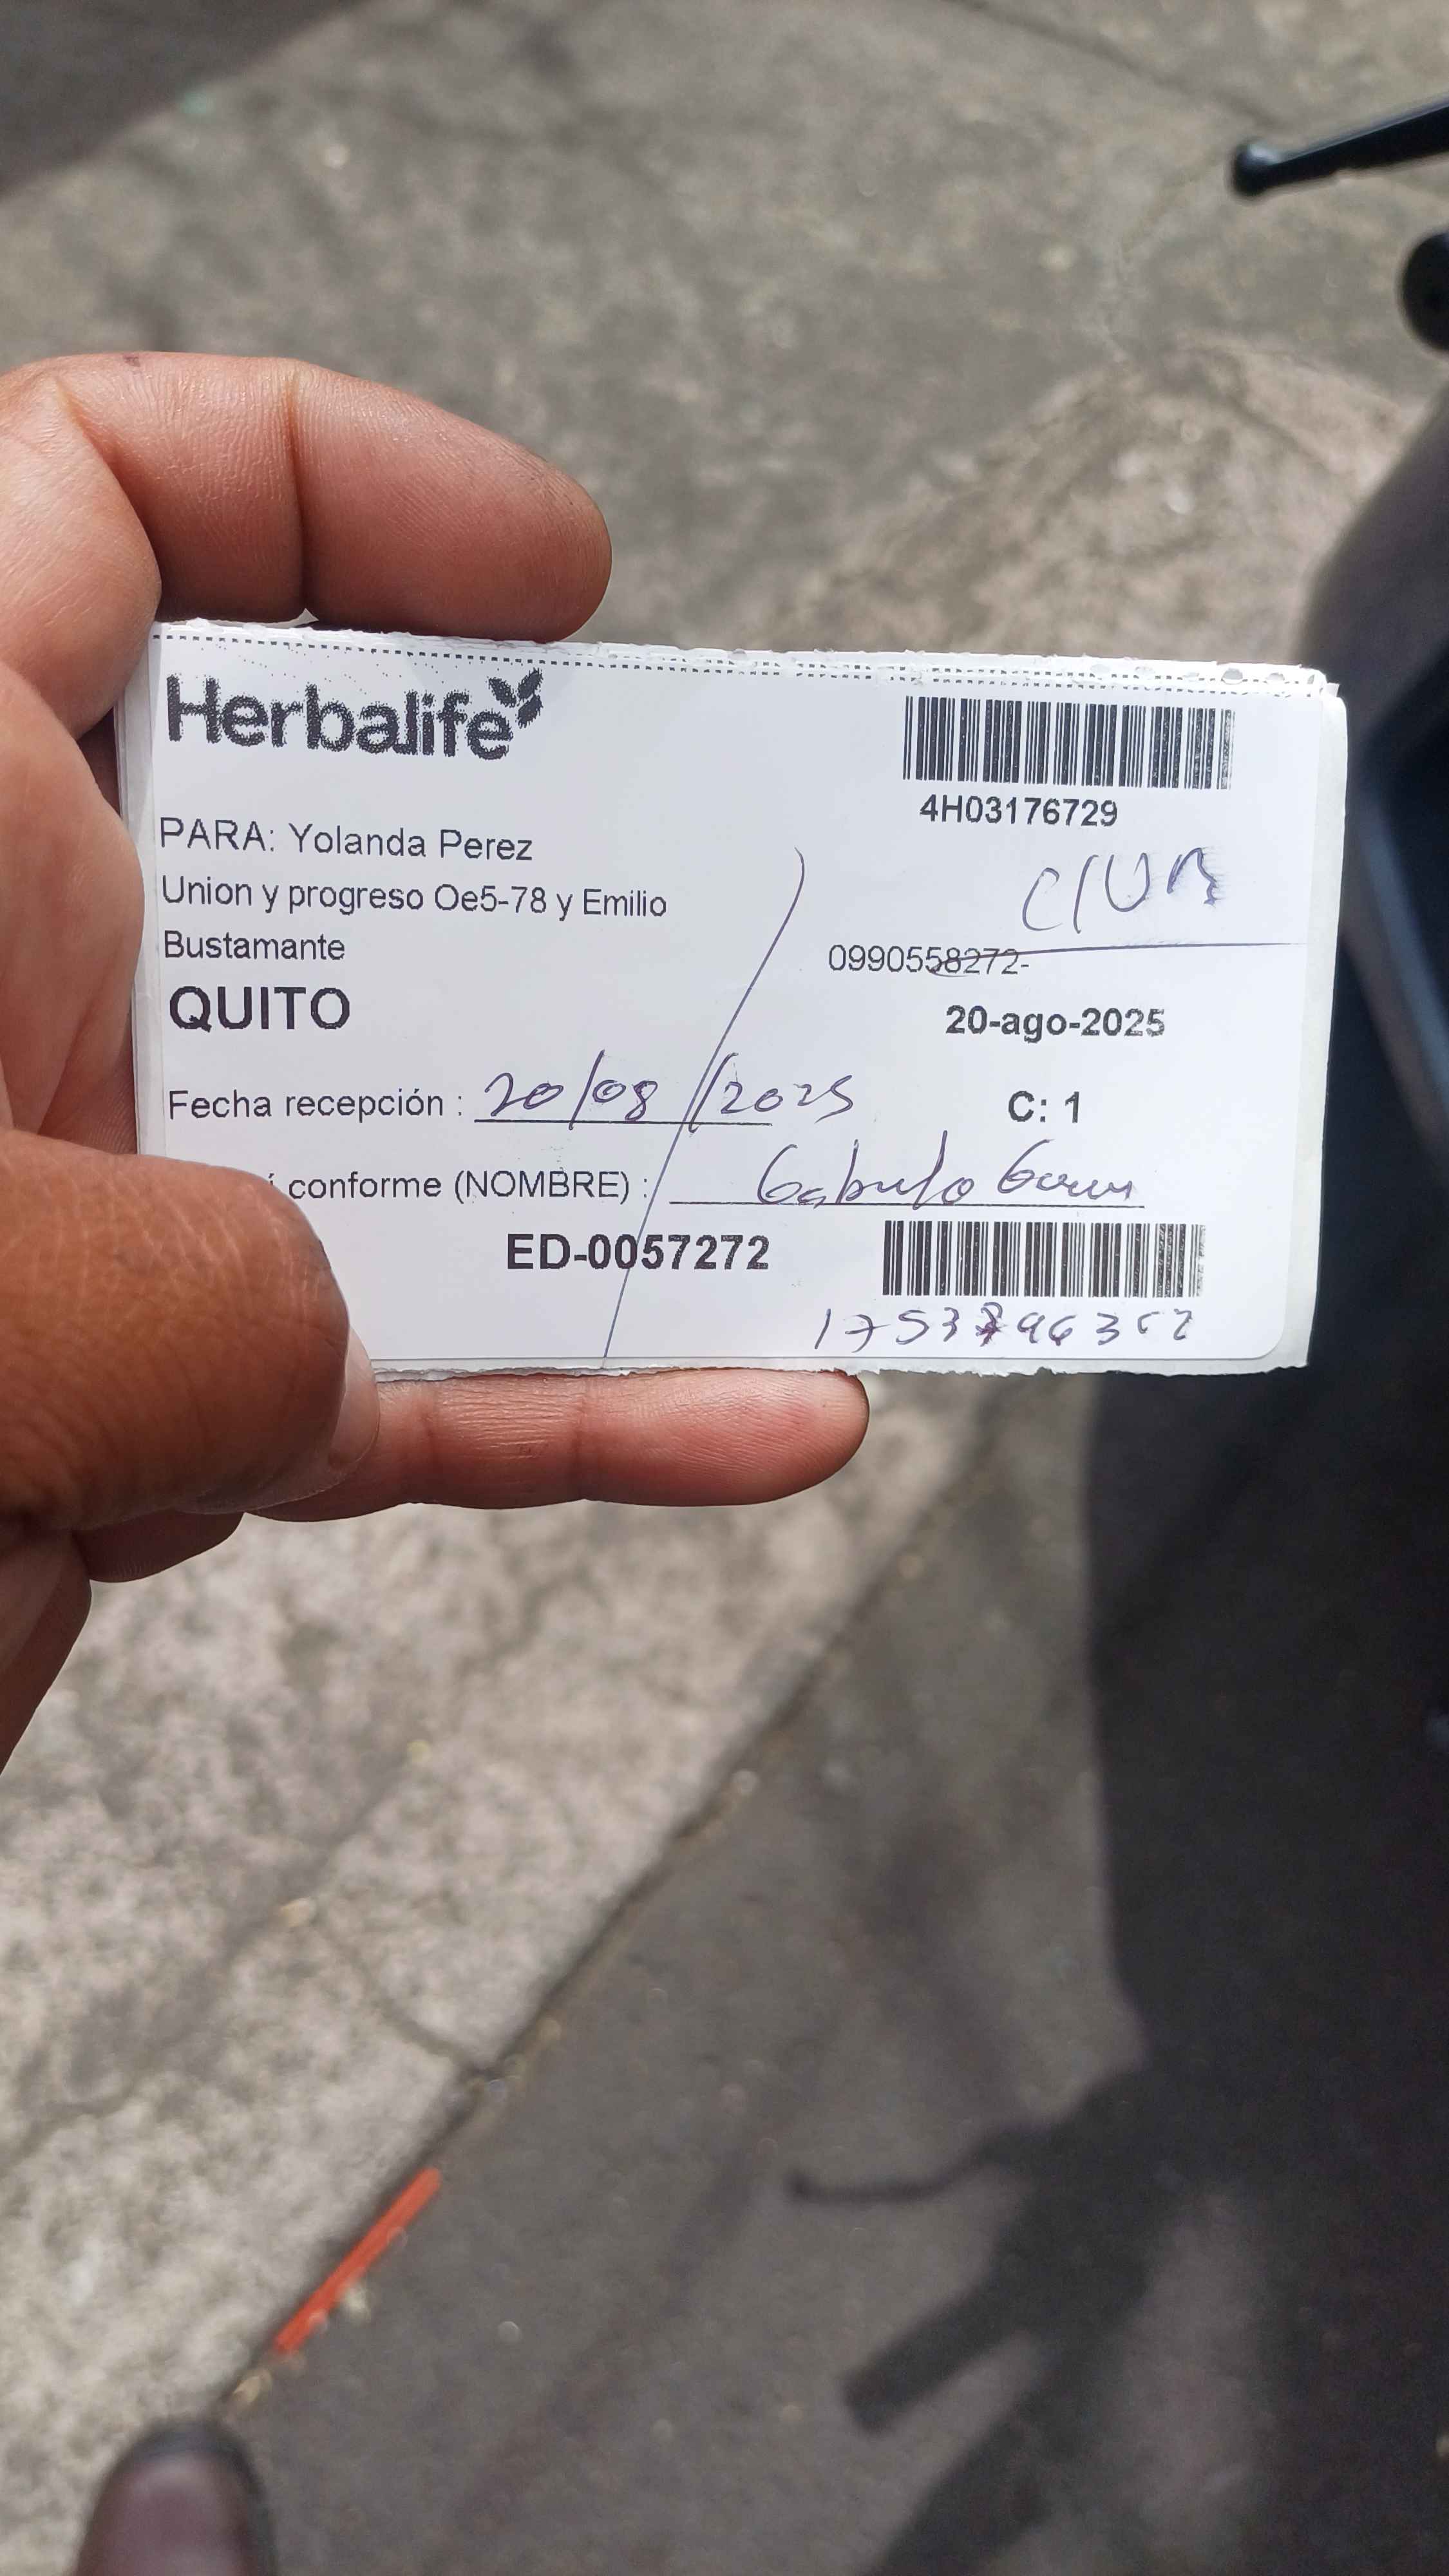 Herbalife
4H03176729
PARA: Yolanda Perez
Union y progreso Oe5-78 y Emilio
Bustamante
CLUB
0990558272-
QUITO
20-ago-2025
Fecha recepción : 20/08/2025
C: 1
conforme (NOMBRE) :
ED-0057272